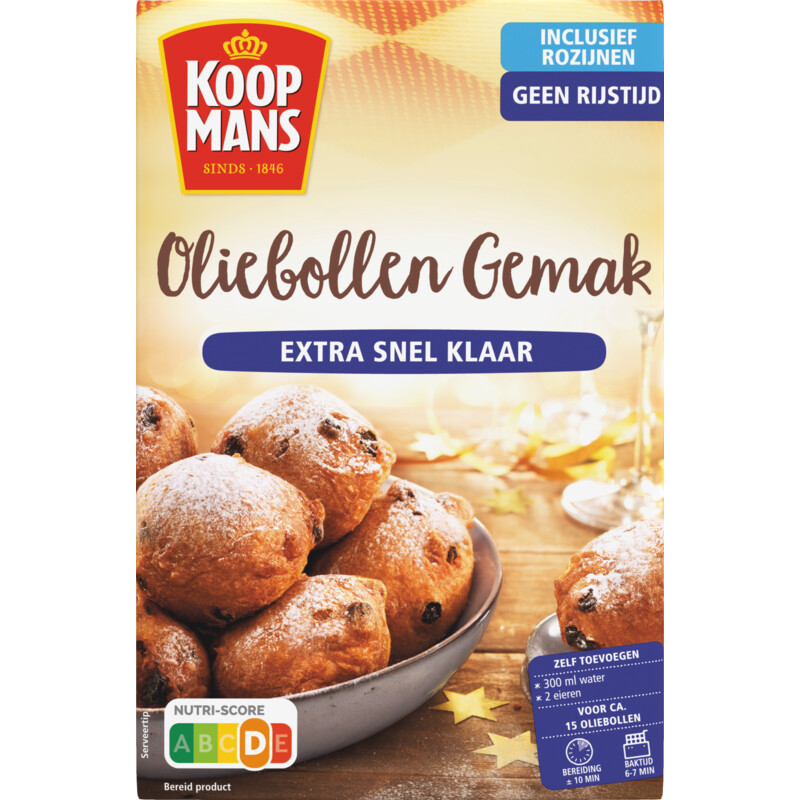 KOOP
MANS
SINDS · 1846
INCLUSIEF
ROZIJNEN
GEEN RIJSTIJD
Oliebollen Gemak
EXTRA SNEL KLAAR
ZELF TOEVOEGEN
* 300 ml water
* 2 eieren
VOOR CA.
15 OLIEBOLLEN
BEREIDING
± 10 MIN
BAKTIJD
6-7 MIN
Serveertip
NUTRI-SCORE
A B C D E
Bereid product